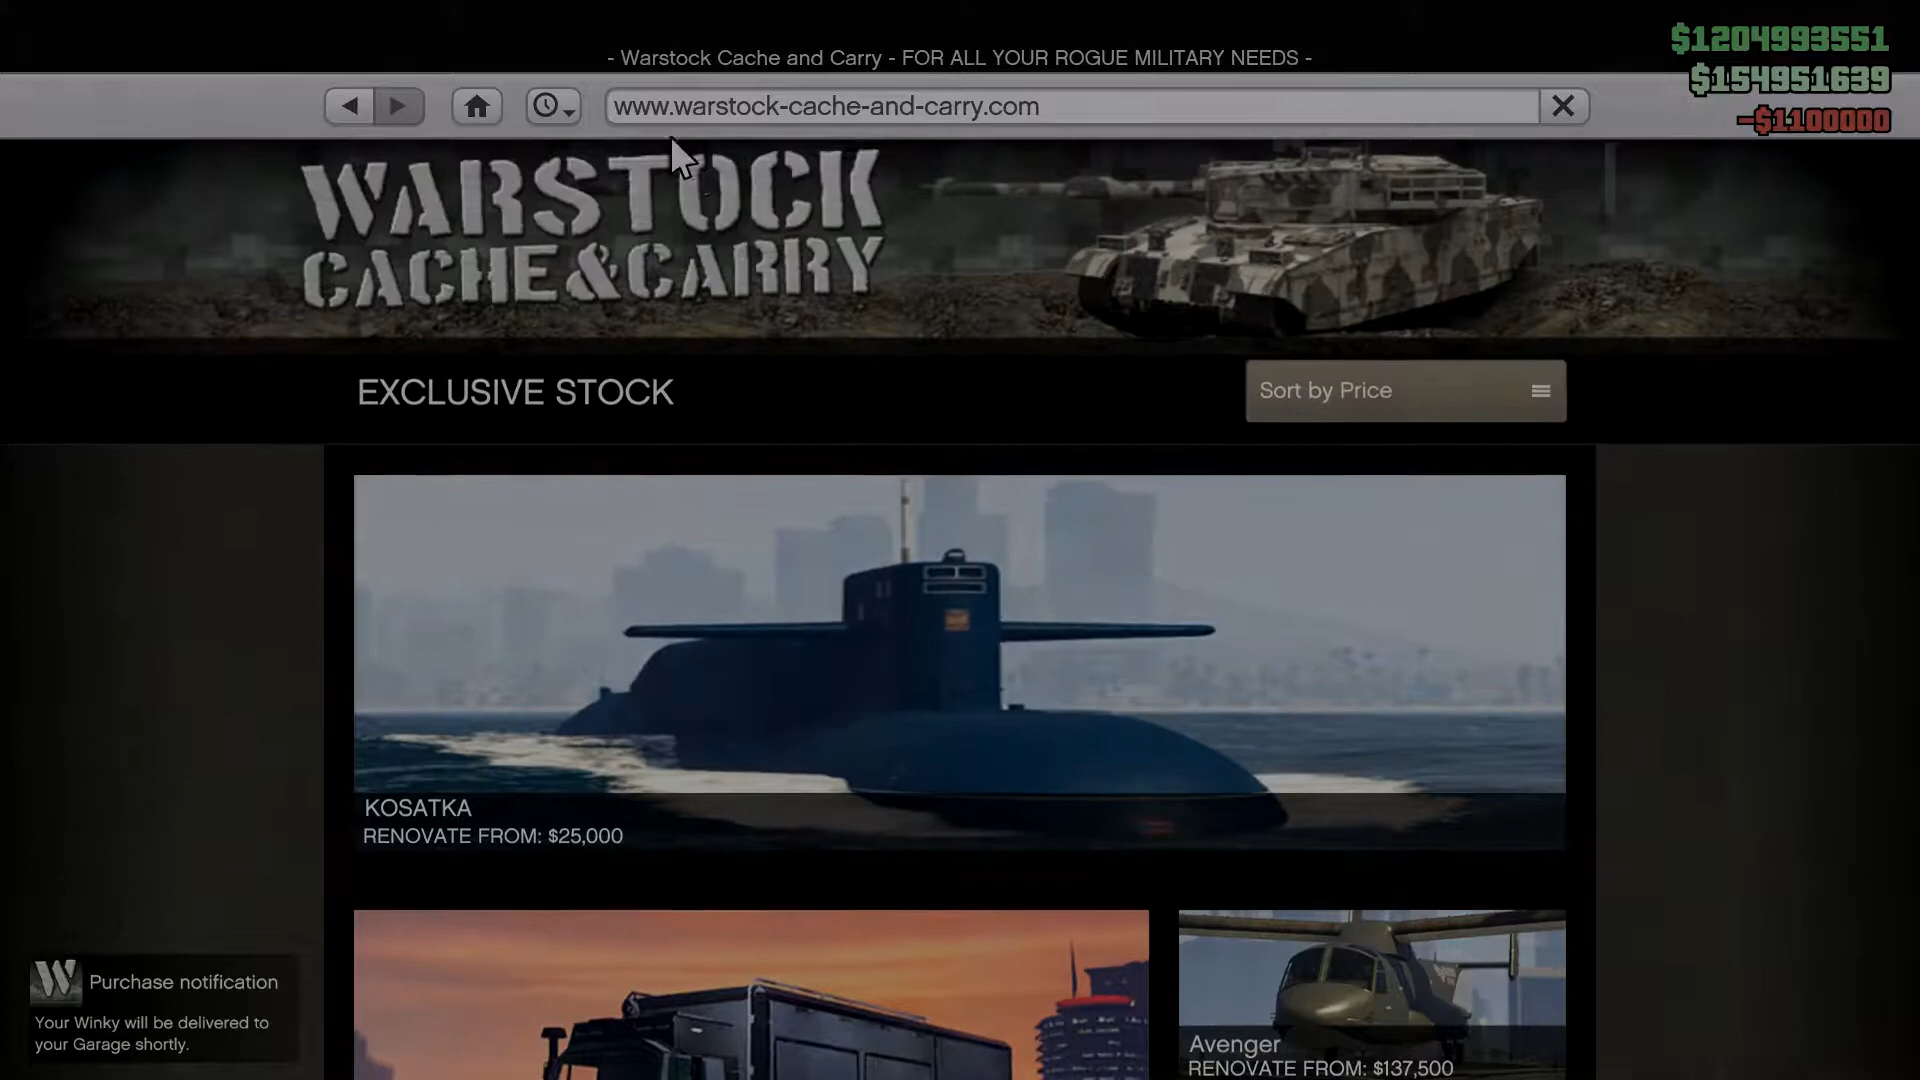 - Warstock Cache and Carry - FOR ALL YOUR ROGUE MILITARY NEEDS -
$1204993551
$154951639
-$1100000
www.warstock-cache-and-carry.com
WARSTOCK
CACHE&CARRY
EXCLUSIVE STOCK
Sort by Price
KOSATKA
RENOVATE FROM: $25,000
Avenger
RENOVATE FROM: $137,500
W
Purchase notification
Your Winky will be delivered to
your Garage shortly.